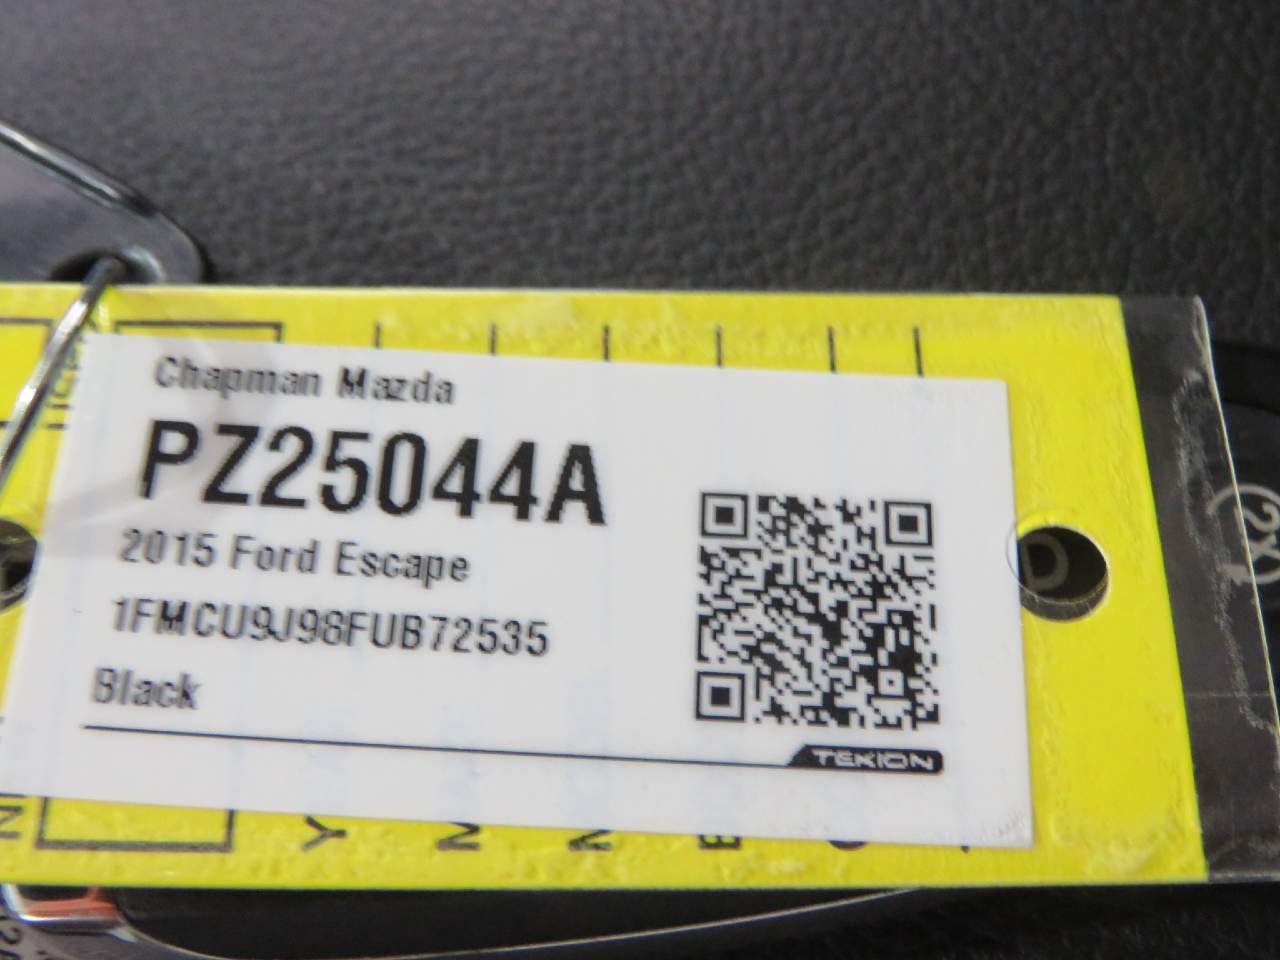 Chapman Mazda
PZ25044A
2015 Ford Escape
1FMCU9J98FUB72535
Black
TEKION